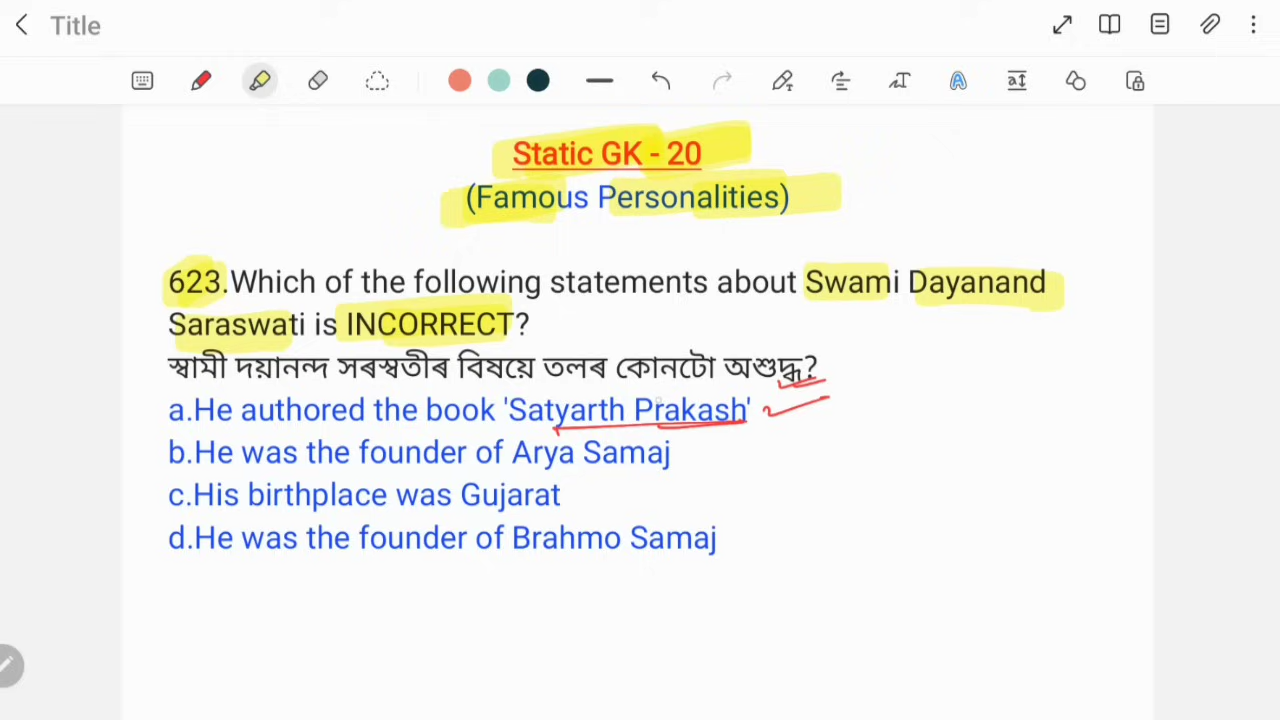 Title
Static GK - 20
(Famous Personalities)
623.Which of the following statements about Swami Dayanand
Saraswati is INCORRECT?
স্বামী দয়ানন্দ সৰস্বতীৰ বিষয়ে তলৰ কোনটো অশুদ্ধ?
a.He authored the book 'Satyarth Prakash'
b.He was the founder of Arya Samaj
c.His birthplace was Gujarat
d.He was the founder of Brahmo Samaj